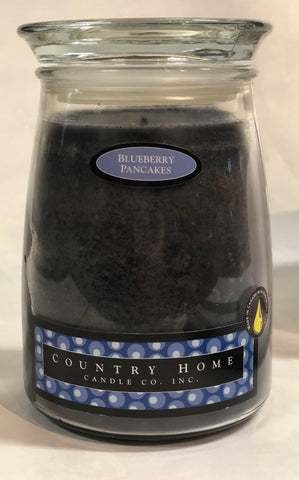 BLUEBERRY
PANCAKES
COUNTRY HOME
CANDLE CO. INC.